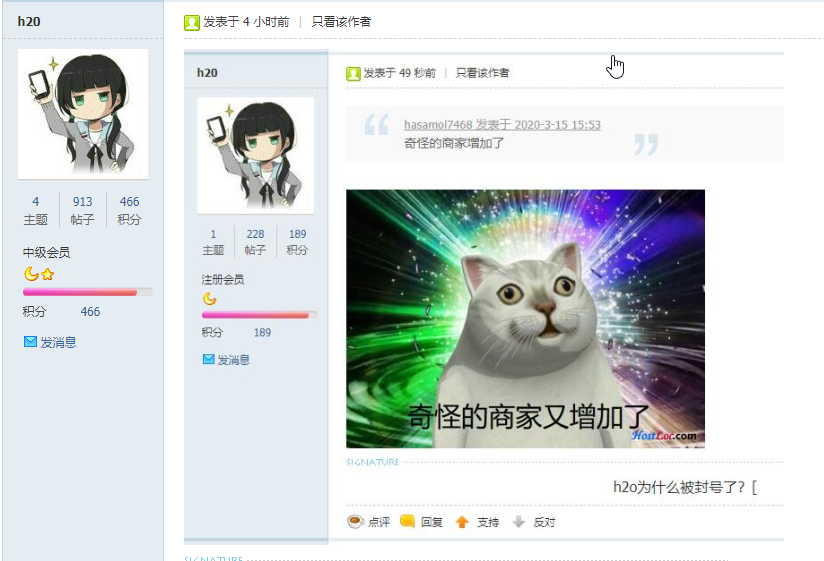 h20
发表于 4 小时前 | 只看该作者
4 913 466
主题 帖子 积分
中级会员
积分 466
发消息
h20
1 228 189
主题 帖子 积分
注册会员
积分 189
发消息
发表于 49 秒前 | 只看该作者
hasamol7468 发表于 2020-3-15 15:53
奇怪的商家增加了
奇怪的商家又增加了
HostLoc.com
SIGNATURE
h2o为什么被封号了？[
点评 回复 支持 反对
SIGNATURE